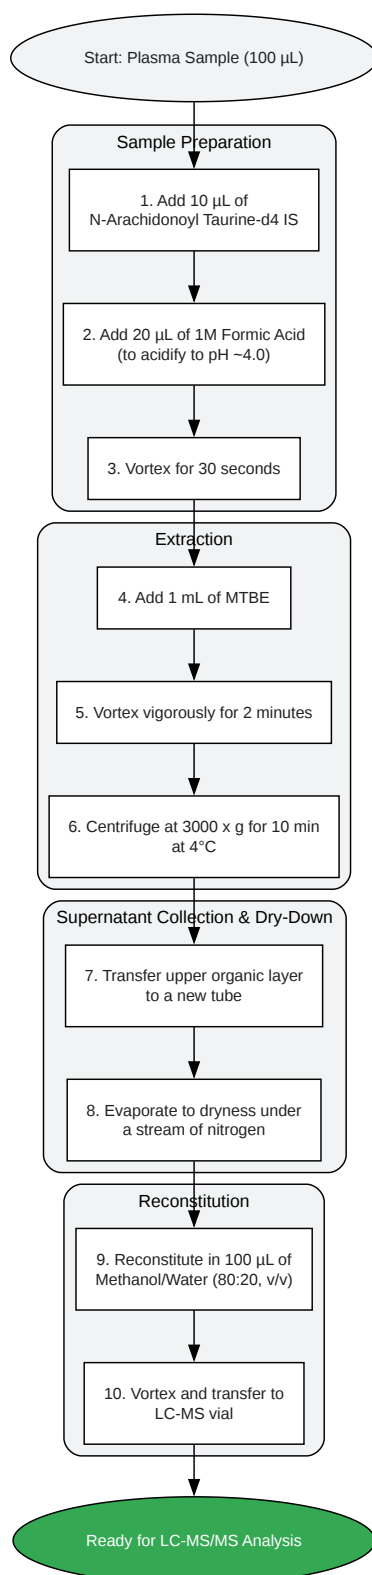 Start: Plasma Sample (100 µL)
Sample Preparation
1. Add 10 µL of
N-Arachidonoyl Taurine-d4 IS
2. Add 20 µL of 1M Formic Acid
(to acidify to pH ~4.0)
3. Vortex for 30 seconds
Extraction
4. Add 1 mL of MTBE
5. Vortex vigorously for 2 minutes
6. Centrifuge at 3000 x g for 10 min
at 4°C
Supernatant Collection & Dry-Down
7. Transfer upper organic layer
to a new tube
8. Evaporate to dryness under
a stream of nitrogen
Reconstitution
9. Reconstitute in 100 µL of
Methanol/Water (80:20, v/v)
10. Vortex and transfer to
LC-MS vial
Ready for LC-MS/MS Analysis